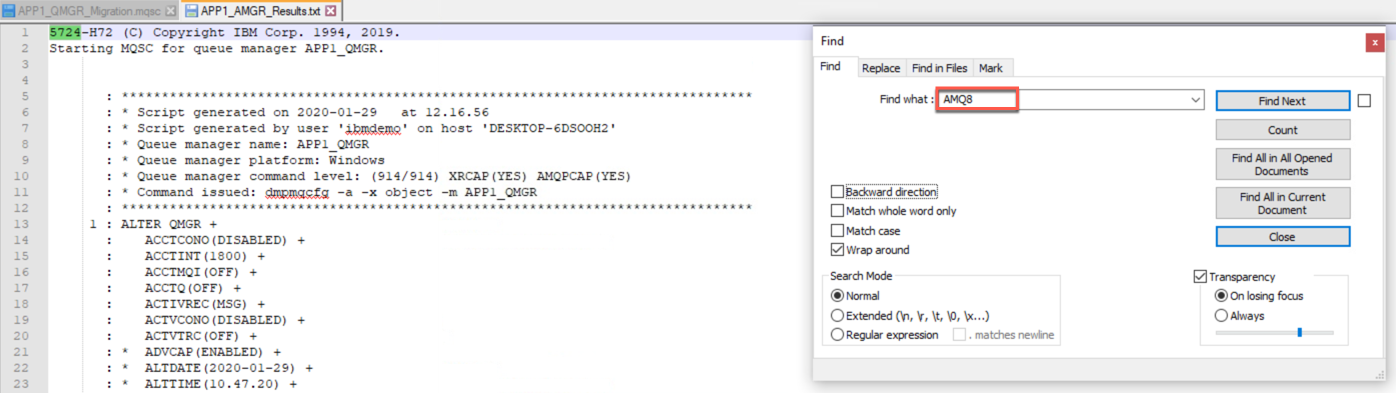 APP1_QMGR_Migration.mqsc
APP1_AMGR_Results.txt
1 5724-H72 (C) Copyright IBM Corp. 1994, 2019.
2 Starting MQSC for queue manager APP1_QMGR.
3
4
5 : *******************************************************************************
6 : * Script generated on 2020-01-29   at 12.16.56
7 : * Script generated by user 'ibmdemo' on host 'DESKTOP-6DSOOH2'
8 : * Queue manager name: APP1_QMGR
9 : * Queue manager platform: Windows
10 : * Queue manager command level: (914/914) XRCAP(YES) AMQPCAP(YES)
11 : * Command issued: dmpmqcfg -a -x object -m APP1_QMGR
12 : *******************************************************************************
13 1 : ALTER QMGR +
14 : ACCTCONO(DISABLED) +
15 : ACCTINT(1800) +
16 : ACCTMQI(OFF) +
17 : ACCTQ(OFF) +
18 : ACTIVREC(MSG) +
19 : ACTVCONO(DISABLED) +
20 : ACTVTRC(OFF) +
21 : * ADVCAP(ENABLED) +
22 : * ALTDATE(2020-01-29) +
23 : * ALTTIME(10.47.20) +
Find
x
Find Replace Find in Files Mark
Find what : AMQ8
Find Next
Count
Find All in All Opened
Documents
Find All in Current
Document
Close
Backward direction
Match whole word only
Match case
Wrap around
Search Mode
Normal
Extended (\n, \r, \t, \0, \x...)
Regular expression . matches newline
Transparency
On losing focus
Always